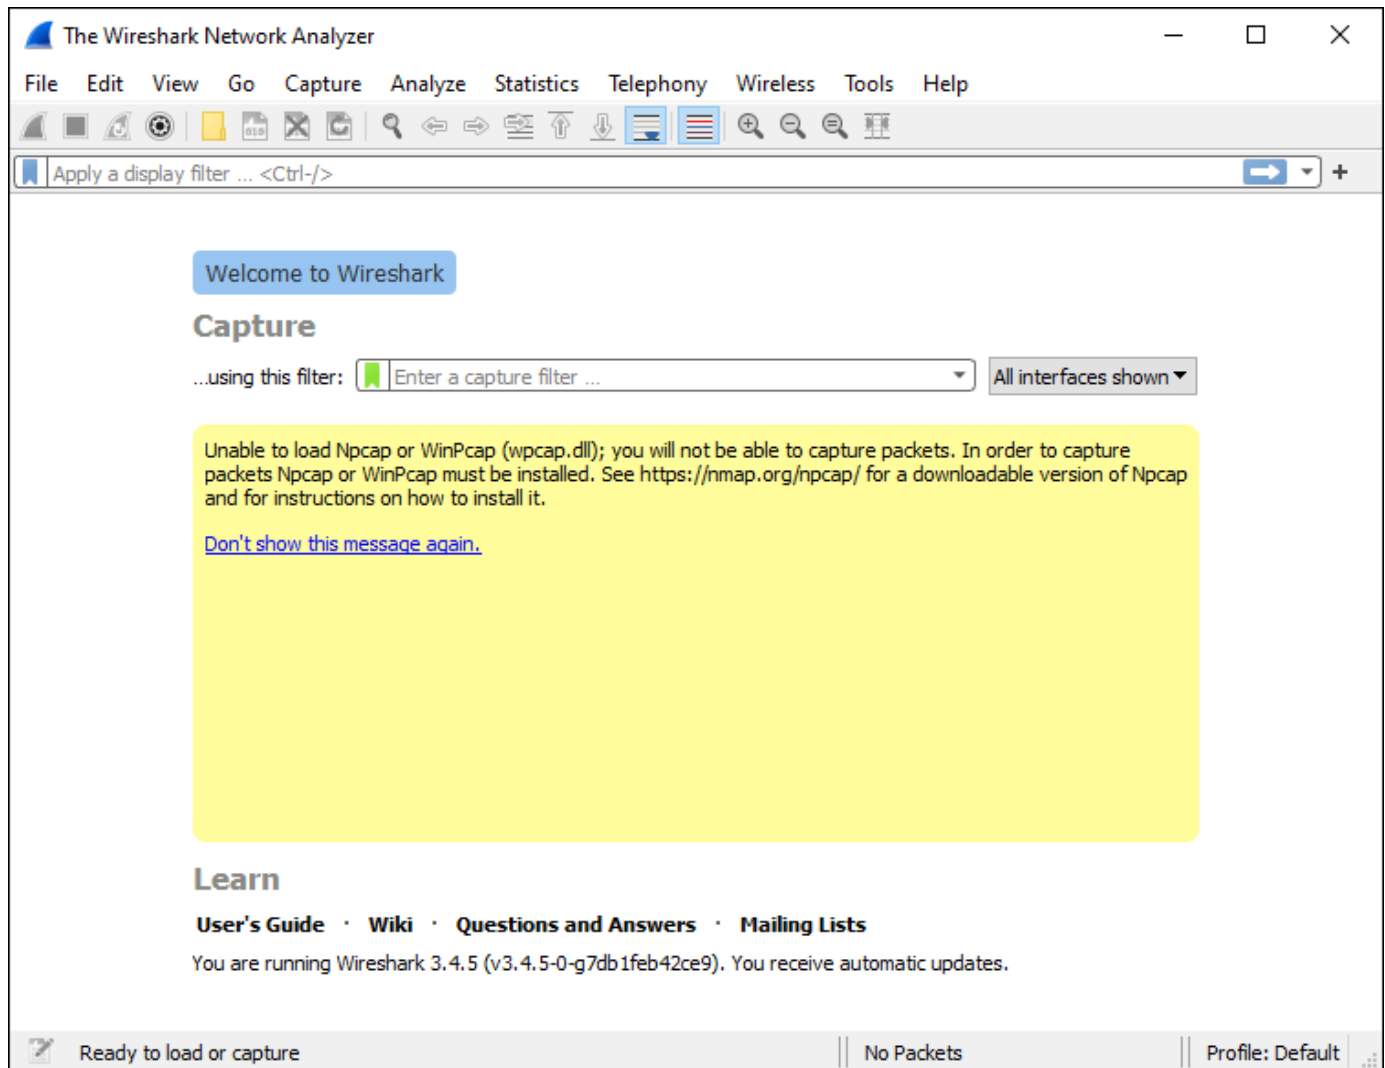 The Wireshark Network Analyzer
File Edit View Go Capture Analyze Statistics Telephony Wireless Tools Help
Apply a display filter ... <Ctrl-/>
Welcome to Wireshark
Capture
...using this filter: Enter a capture filter ... All interfaces shown
Unable to load Npcap or WinPcap (wpcap.dll); you will not be able to capture packets. In order to capture
packets Npcap or WinPcap must be installed. See https://nmap.org/npcap/ for a downloadable version of Npcap
and for instructions on how to install it.
Don't show this message again.
Learn
User's Guide · Wiki · Questions and Answers · Mailing Lists
You are running Wireshark 3.4.5 (v3.4.5-0-g7db1feb42ce9). You receive automatic updates.
Ready to load or capture No Packets Profile: Default